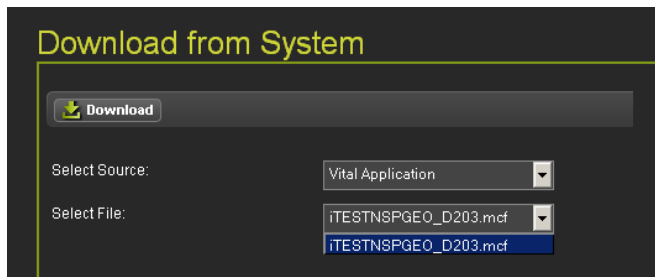 Download from System
Download
Select Source: Vital Application
Select File: iTESTNSPGEO_D203.mcf
iTESTNSPGEO_D203.mcf